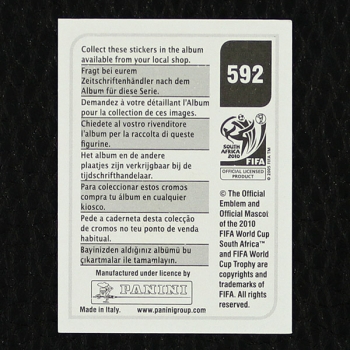 Collect these stickers in the album
available from your local shop.
Fragt bei eurem
Zeitschriftenhändler nach dem
Album für diese Serie.
Demandez à votre détaillant l'Album
pour la collection de ces images.
Chiedete al vostro rivenditore
l'album per la raccolta di queste
figurine.
Het album en de andere
plaatjes zijn verkrijgbaar bij de
tijdschrifthandelaar.
Para coleccionar estos cromos
compra tu álbum en cualquier
kiosco.
Pede a caderneta desta colecção
de cromos no teu ponto de venda
habitual.
Bayinizden aldiginiz albümü bu
çıkartmalar ile tamamlayın.
Manufactured under licence by
PANINI
Made in Italy. www.paninigroup.com
592
SOUTH AFRICA
2010
FIFA
© 2005 FIFA TM
OFFICIAL LICENSED
PRODUCT
© The Official
Emblem and
Official Mascot
of the 2010
FIFA World Cup
South Africa™
and FIFA World
Cup Trophy are
copyrights and
trademarks of
FIFA. All rights
reserved.